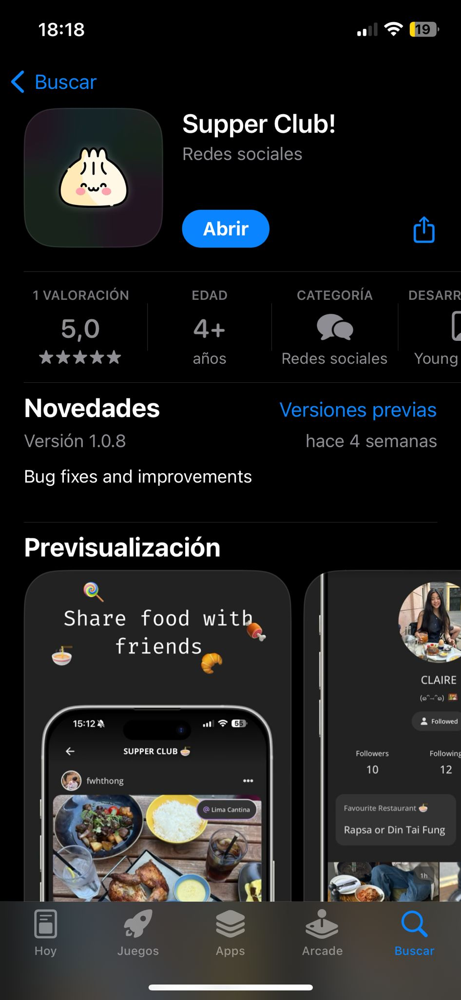 18:18
19
Buscar
Supper Club!
Redes sociales
Abrir
1 VALORACIÓN
5,0
EDAD
4+
años
CATEGORÍA
Redes sociales
DESARR
Young
Novedades
Versiones previas
Versión 1.0.8
hace 4 semanas
Bug fixes and improvements
Previsualización
Share food with
friends
15:12
55
SUPPER CLUB
fwhthong
@ Lima Cantina
CLAIRE
Followed
Followers
Following
10
12
Favourite Restaurant
Rapsa or Din Tai Fung
1h
Hoy
Juegos
Apps
Arcade
Buscar